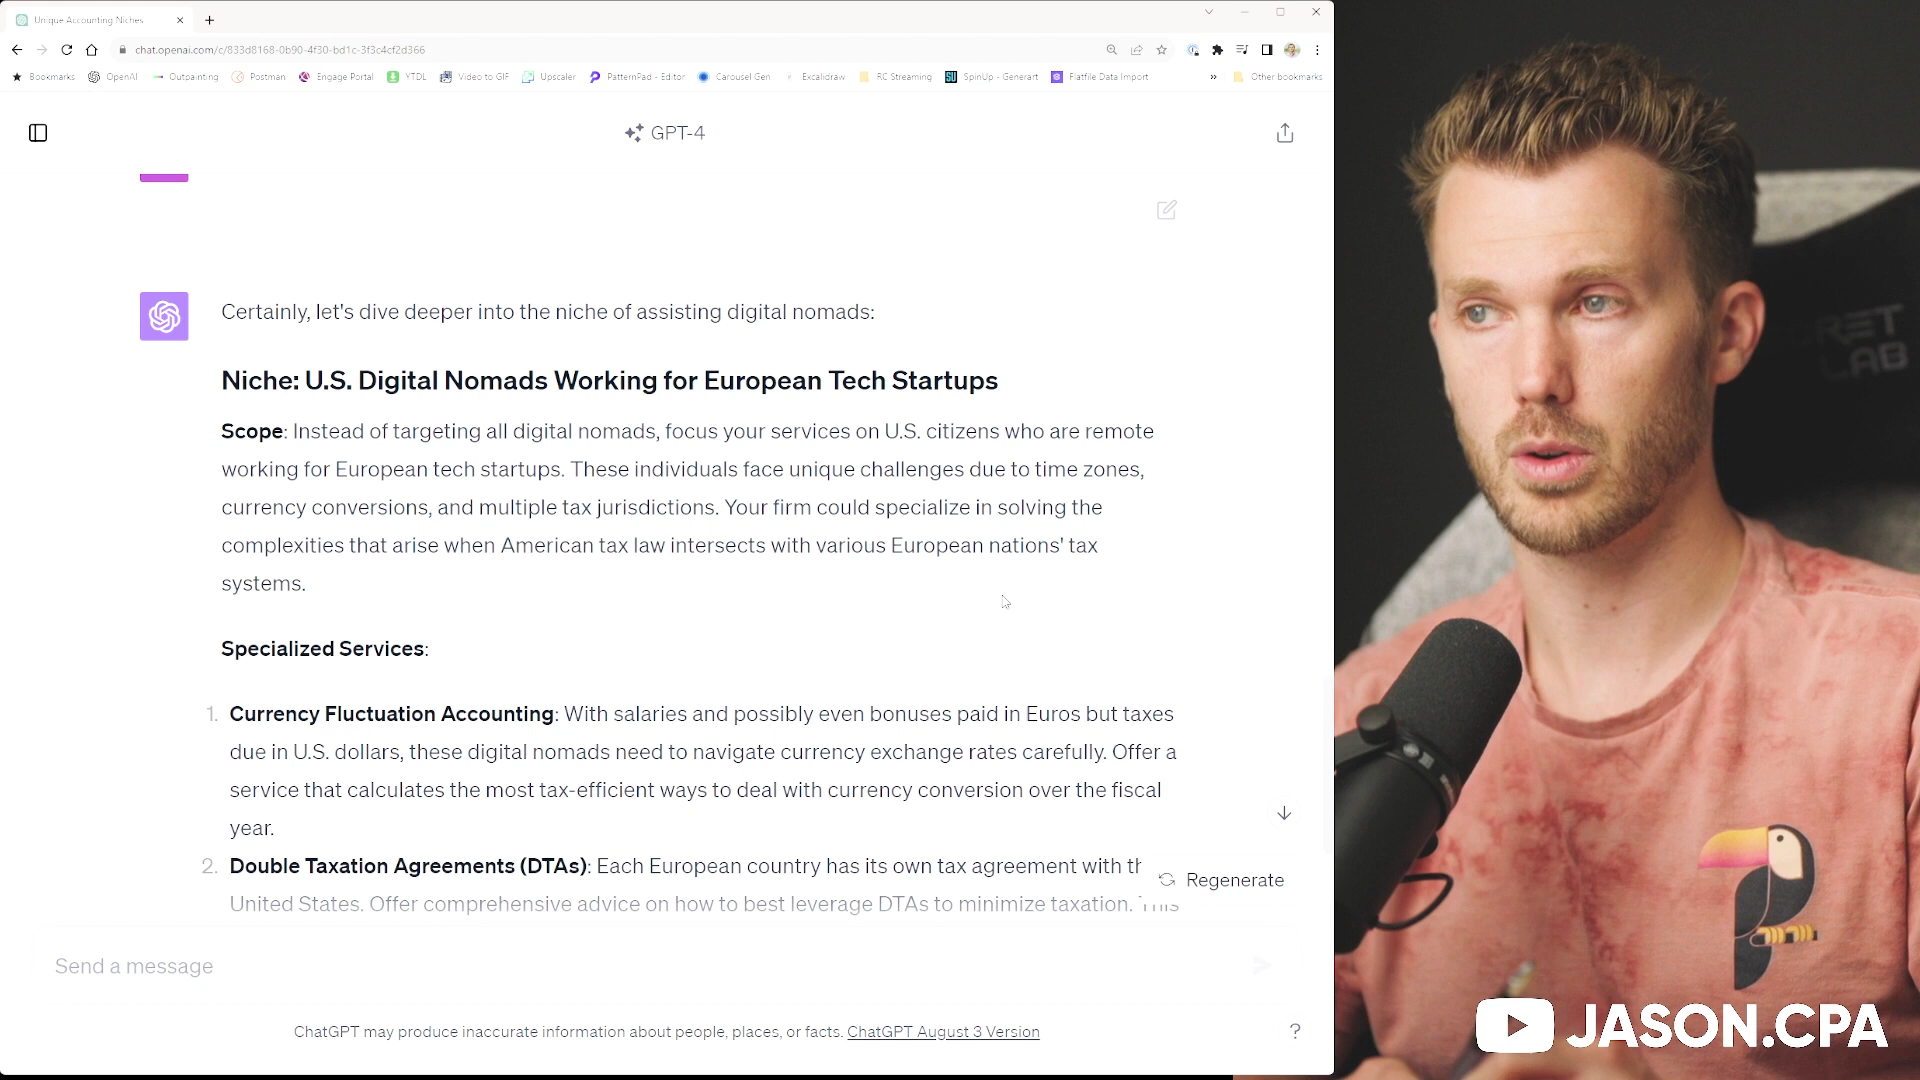 Unique Accounting Niches
chat.openai.com/c/833d8168-0b90-4f30-bd1c-3f3c4cf2d366
Bookmarks OpenAI Outpainting Postman Engage Portal YTDL Video to GIF Upscaler PatternPad - Editor Carousel Gen Excalidraw RC Streaming SpinUp - Generart Flatfile Data Import » Other bookmarks
GPT-4
Certainly, let's dive deeper into the niche of assisting digital nomads:
Niche: U.S. Digital Nomads Working for European Tech Startups
Scope: Instead of targeting all digital nomads, focus your services on U.S. citizens who are remote
working for European tech startups. These individuals face unique challenges due to time zones,
currency conversions, and multiple tax jurisdictions. Your firm could specialize in solving the
complexities that arise when American tax law intersects with various European nations' tax
systems.
Specialized Services:
1. Currency Fluctuation Accounting: With salaries and possibly even bonuses paid in Euros but taxes
due in U.S. dollars, these digital nomads need to navigate currency exchange rates carefully. Offer a
service that calculates the most tax-efficient ways to deal with currency conversion over the fiscal
year.
2. Double Taxation Agreements (DTAs): Each European country has its own tax agreement with
Regenerate
United States. Offer comprehensive advice on how to best leverage DTAs to minimize taxation.
Send a message
ChatGPT may produce inaccurate information about people, places, or facts. ChatGPT August 3 Version
?
LAB
JASON.CPA